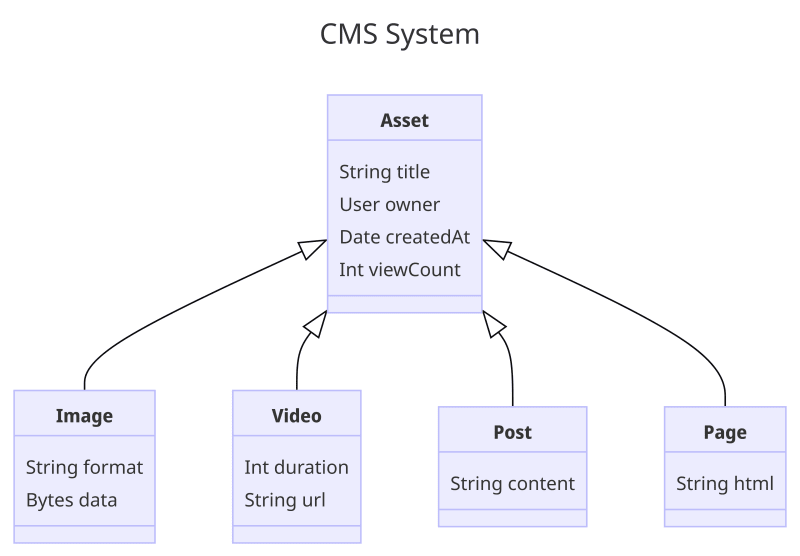 CMS System
Asset
String title
User owner
Date createdAt
Int viewCount
Image
String format
Bytes data
Video
Int duration
String url
Post
String content
Page
String html